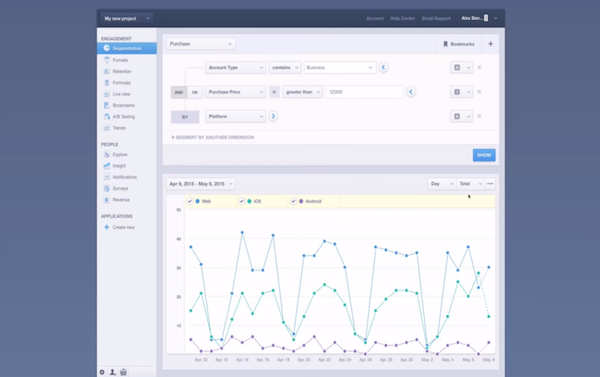 My new project
Account Help Center Email Support Alex Ben...
ENGAGEMENT
Segmentation
Funnels
Retention
Formulas
Live view
Bookmarks
A/B Testing
Trends
PEOPLE
Explore
Insight
Notifications
Surveys
Revenue
APPLICATIONS
Create new
Purchase
Bookmarks
Account Type contains Business
AND OR Purchase Price is greater than 12000
BY Platform
SEGMENT BY ANOTHER DIMENSION
SHOW
Apr 9, 2015 - May 8, 2015 Day Total
Web iOS Android
50
40
30
20
10
Apr 10 Apr 12 Apr 14 Apr 16 Apr 18 Apr 20 Apr 22 Apr 24 Apr 26 Apr 28 Apr 30 May 2 May 4 May 6 May 8